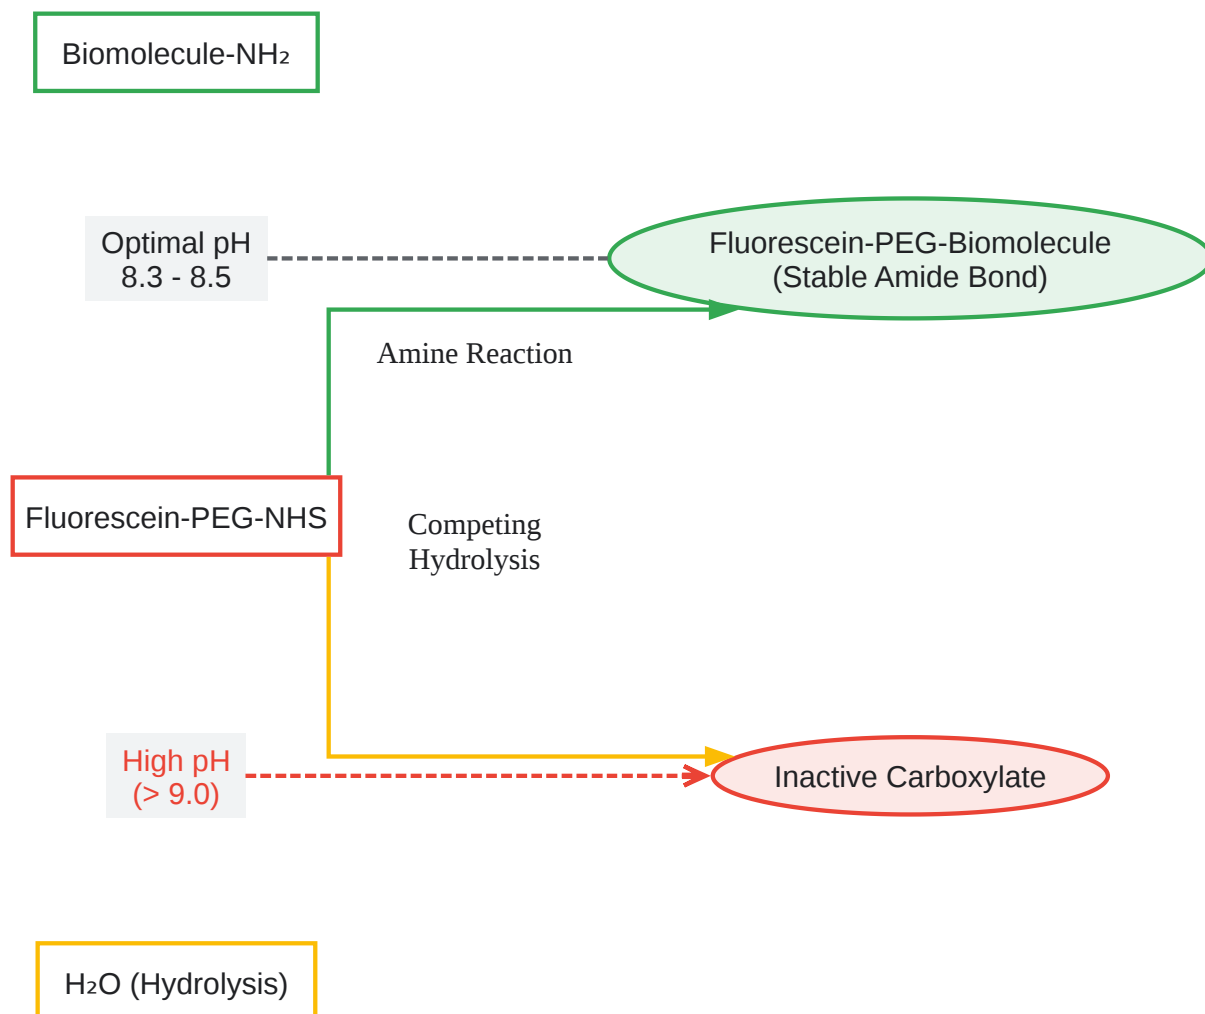 Biomolecule-NH₂
Optimal pH
8.3 - 8.5
Fluorescein-PEG-Biomolecule
(Stable Amide Bond)
Amine Reaction
Fluorescein-PEG-NHS
Competing
Hydrolysis
High pH
(> 9.0)
Inactive Carboxylate
H₂O (Hydrolysis)